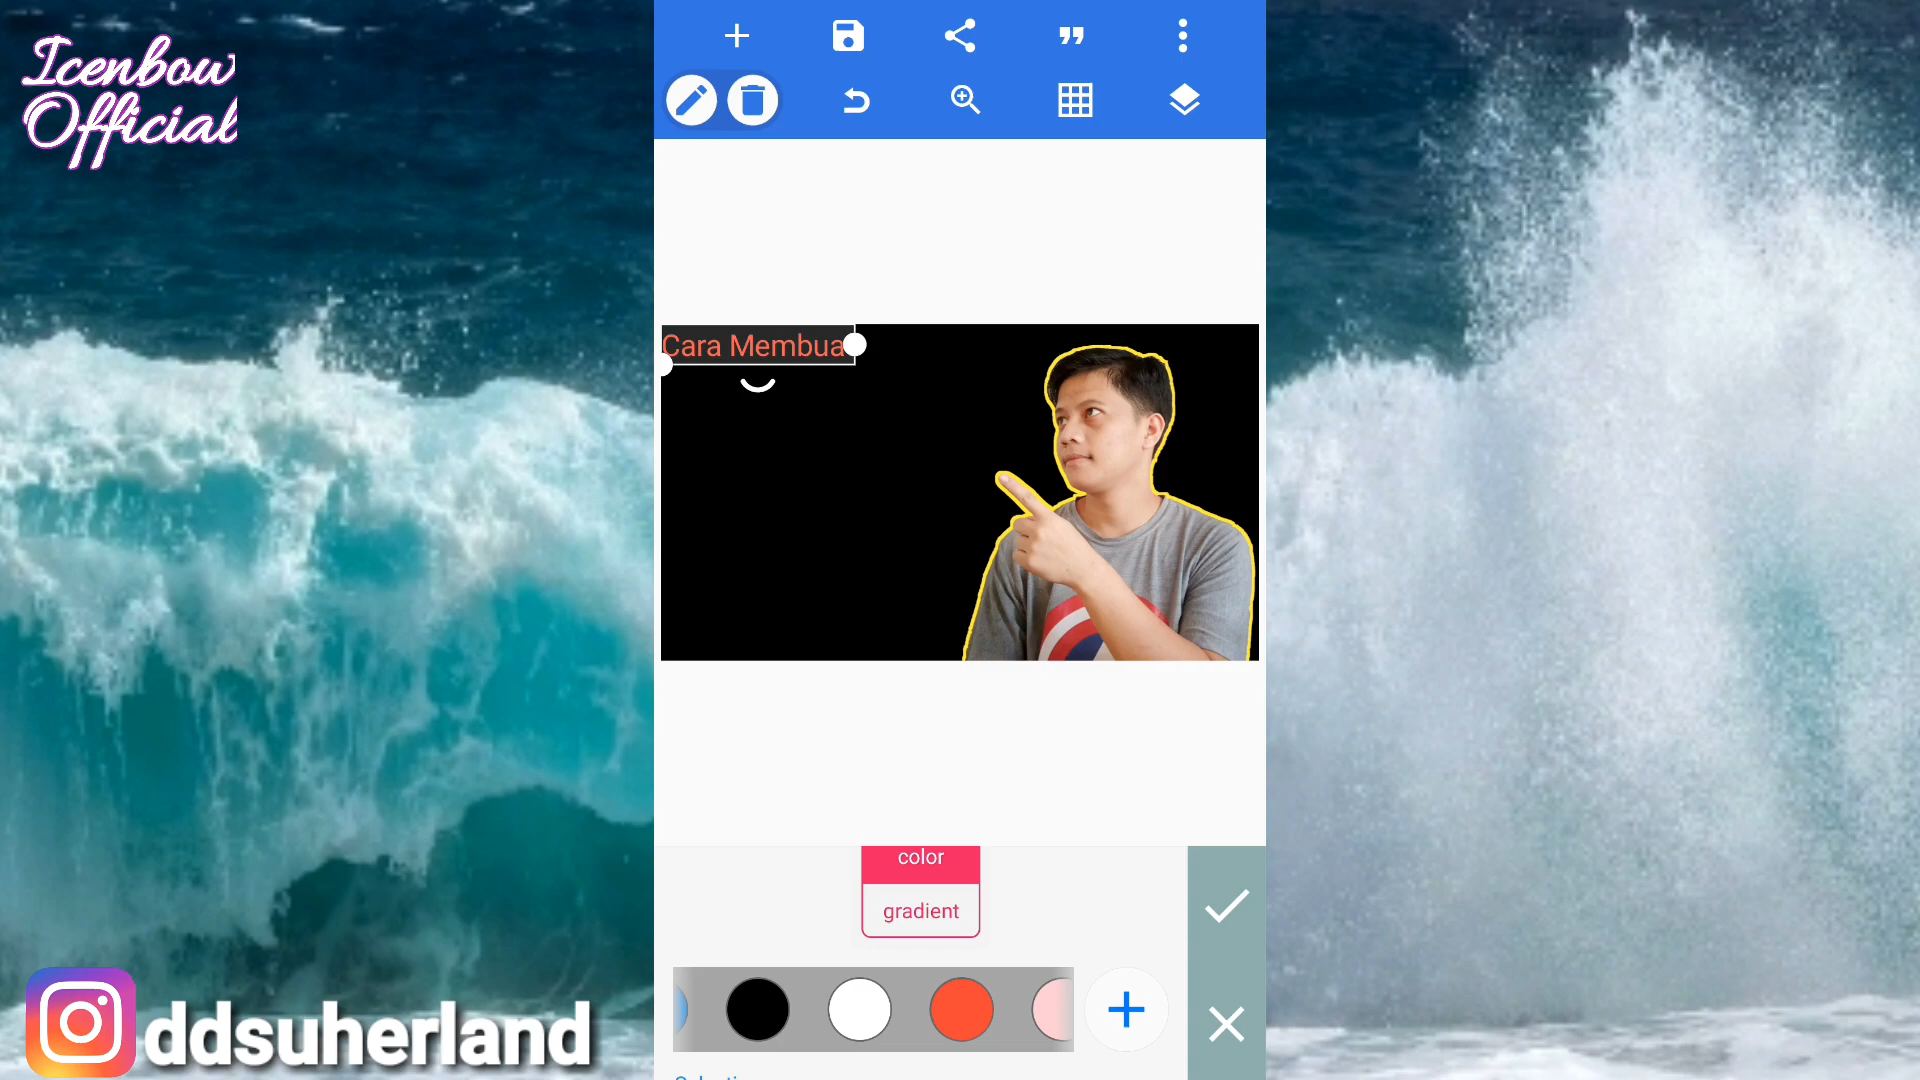 Icenbow
Official
Cara Membua
color
gradient
ddsuherland